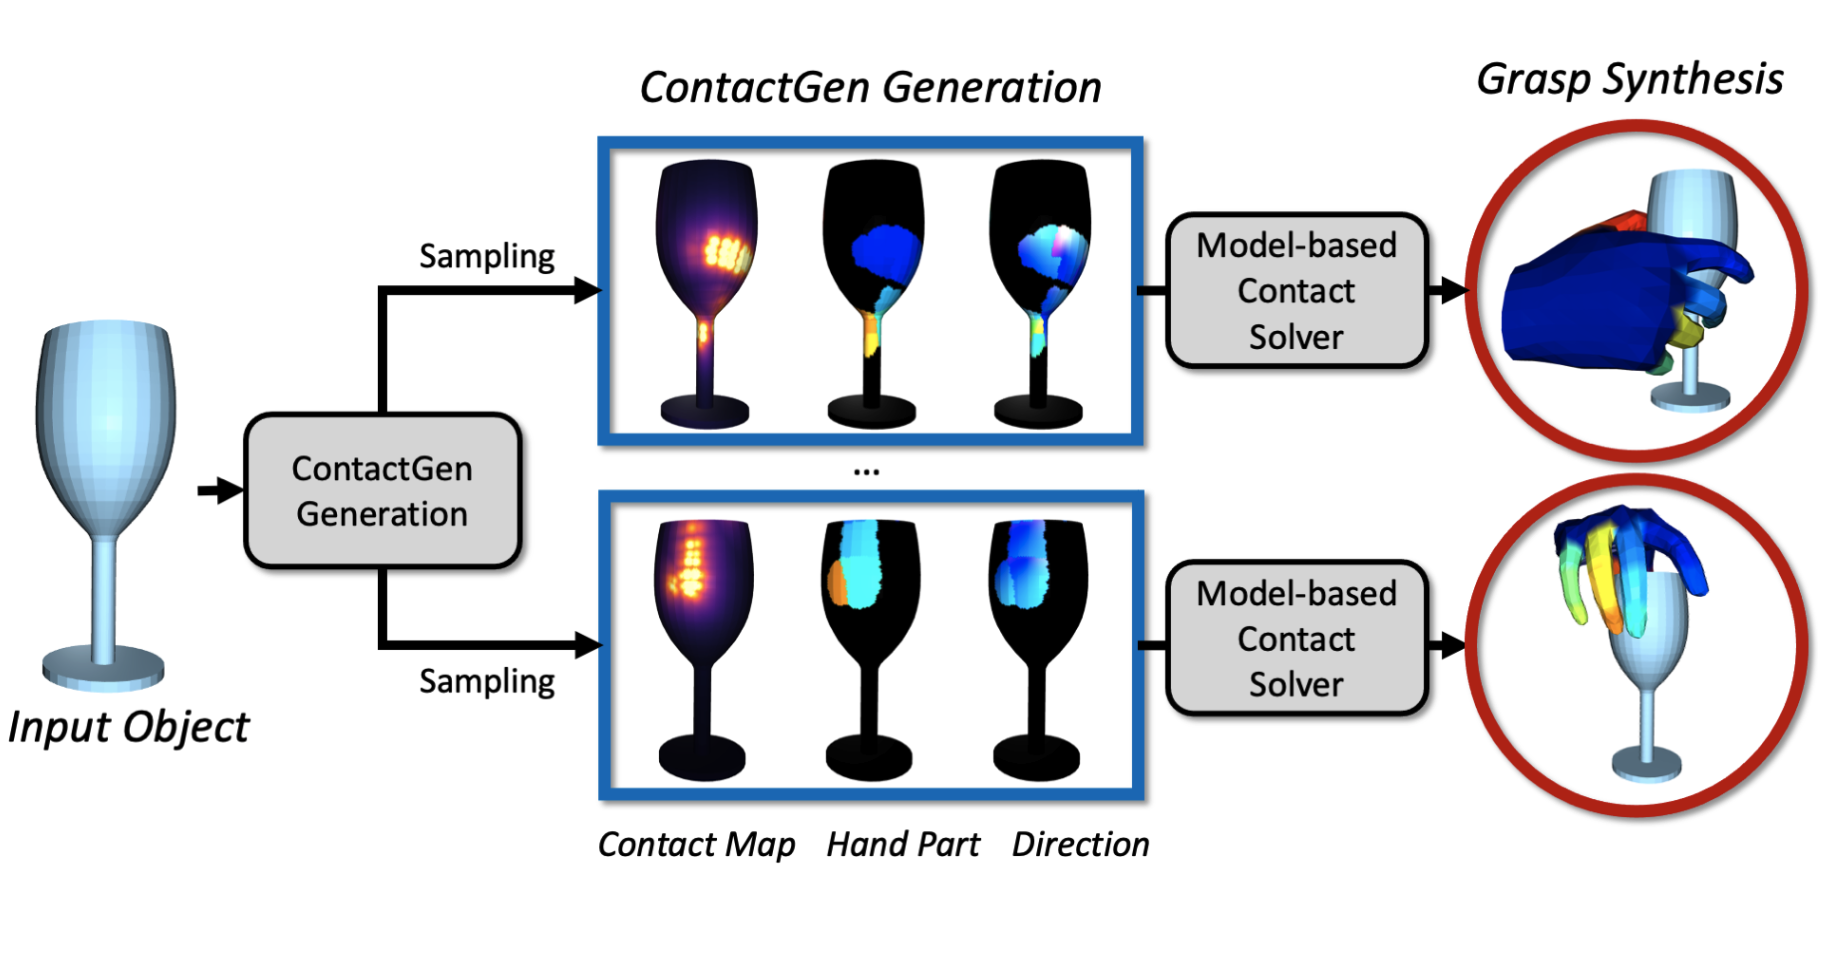 ContactGen Generation
Grasp Synthesis
Sampling
Model-based
Contact
Solver
ContactGen
Generation
...
Sampling
Model-based
Contact
Solver
Input Object
Contact Map
Hand Part
Direction